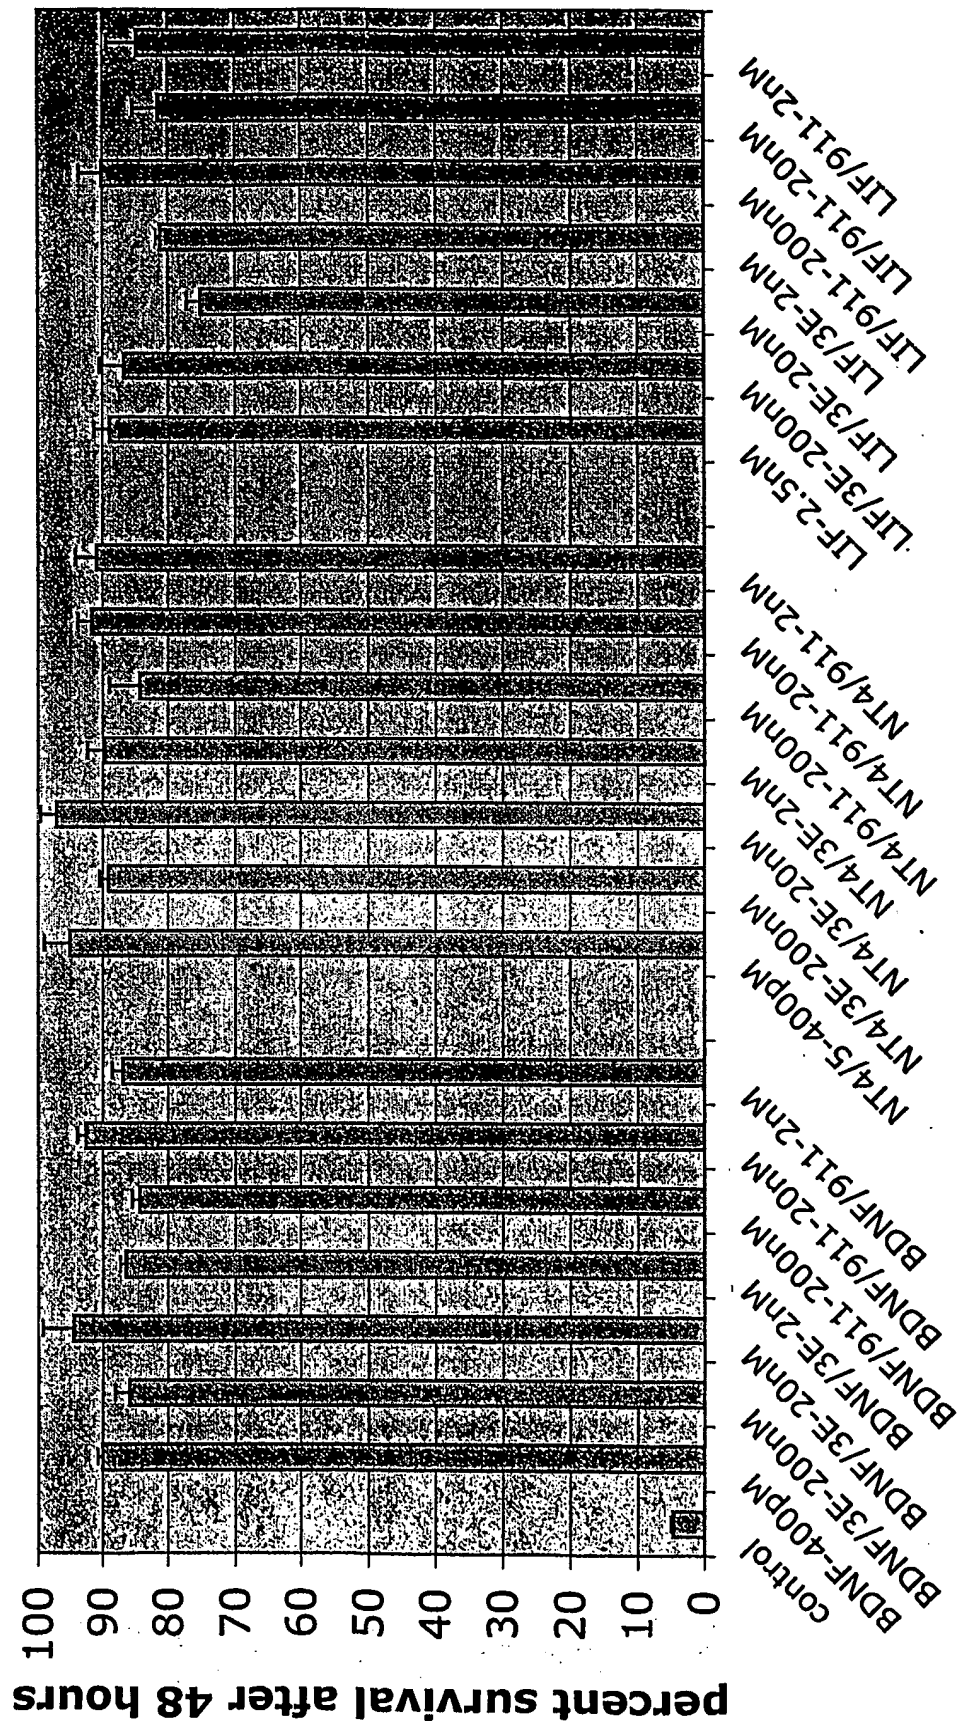 percent survival after 48 hours
100
90
80
70
60
50
40
30
20
10
0
control
BDNF-400pM
BDNF/3E-200nM
BDNF/3E-20nM
BDNF/3E-2nM
BDNF/911-200nM
BDNF/911-20nM
BDNF/911-2nM
NT4/5-400pM
NT4/3E-200nM
NT4/3E-20nM
NT4/3E-2nM
NT4/911-200nM
NT4/911-20nM
NT4/911-2nM
LIF-2.5nM
LIF/3E-200nM
LIF/3E-20nM
LIF/3E-2nM
LIF/911-200nM
LIF/911-20nM
LIF/911-2nM